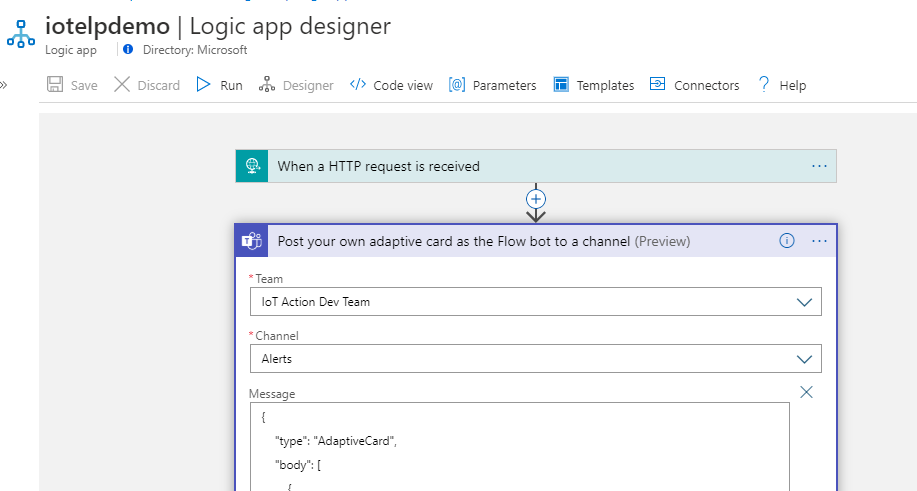 iotelpdemo | Logic app designer
Logic app Directory: Microsoft
Save Discard Run Designer Code view Parameters Templates Connectors Help
When a HTTP request is received
Post your own adaptive card as the Flow bot to a channel (Preview)
* Team
IoT Action Dev Team
* Channel
Alerts
Message
{
"type": "AdaptiveCard",
"body": [
{